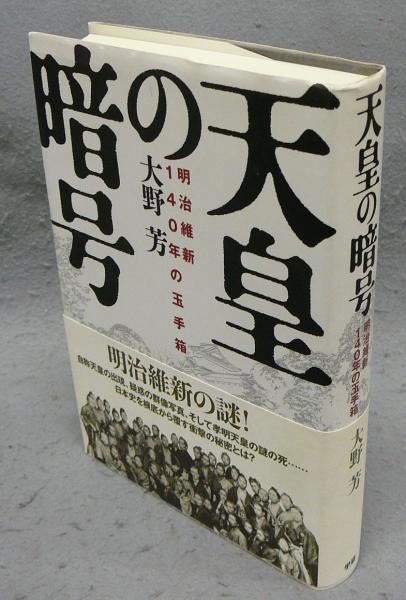 天皇の暗号
明治維新
140年の玉手箱
大野芳
明治維新の謎!
自称天皇の出現、疑惑の群像写真、そして孝明天皇の謎の死……
日本史を根底から覆す衝撃の秘密とは?
天皇の暗号
明治維新
140年の玉手箱
大野芳
学研